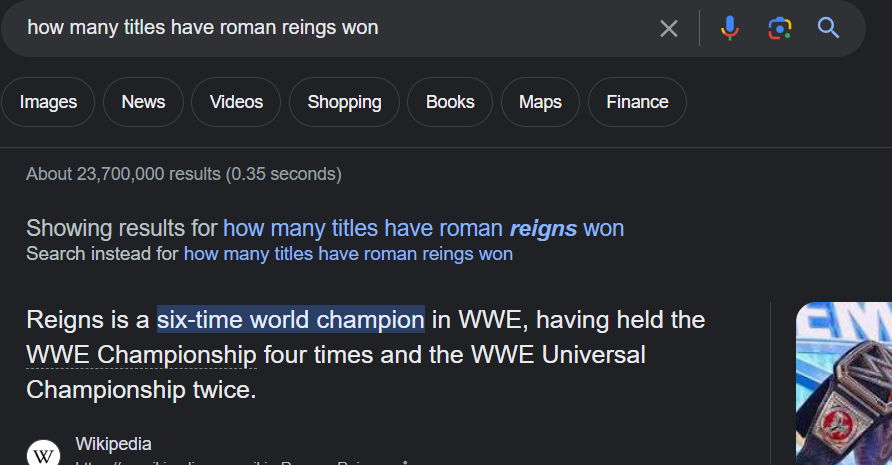 how many titles have roman reings won
Images News Videos Shopping Books Maps Finance
About 23,700,000 results (0.35 seconds)
Showing results for how many titles have roman reigns won
Search instead for how many titles have roman reings won
Reigns is a six-time world champion in WWE, having held the
WWE Championship four times and the WWE Universal
Championship twice.
W
Wikipedia
EM